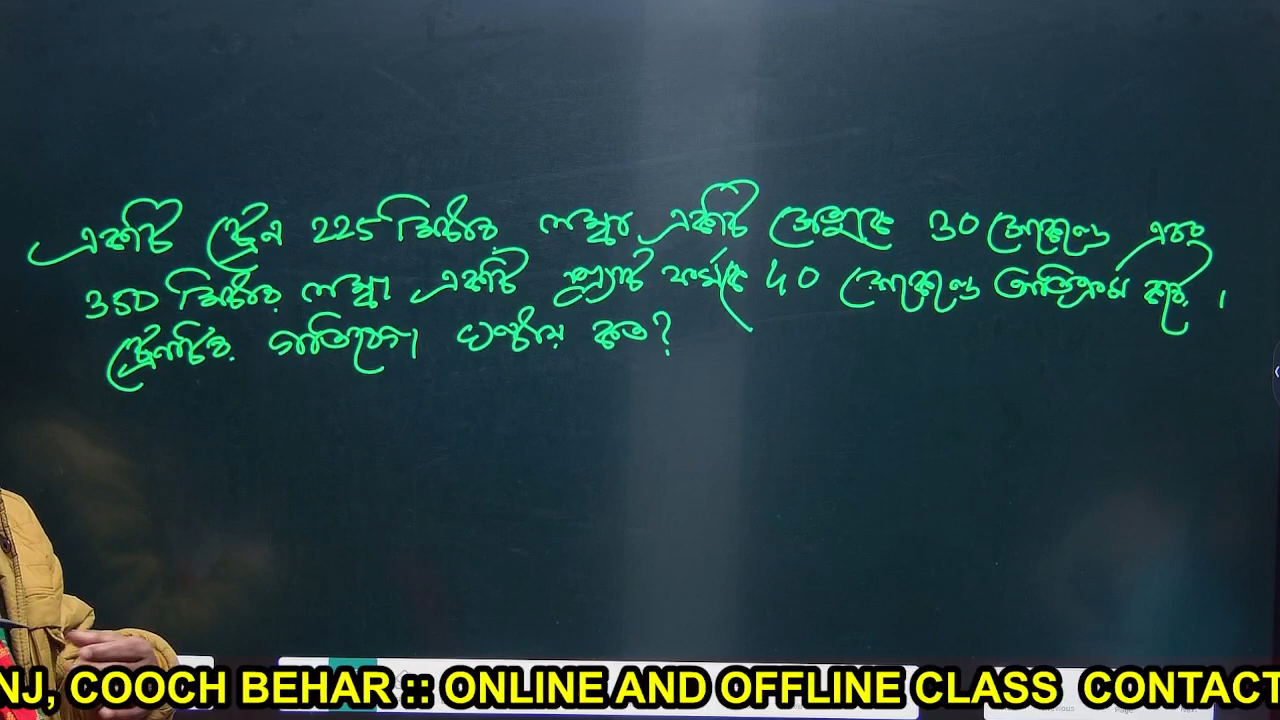 একটি ট্রেন 225 মিটার লম্বা একটি সেতুকে 30 সেকেন্ডে এবং
350 মিটার লম্বা একটি প্ল্যাটফর্মকে 40 সেকেন্ডে অতিক্রম করে।
ট্রেনটির গতিবেগ ঘন্টায় কত?
NJ, COOCH BEHAR :: ONLINE AND OFFLINE CLASS CONTACT